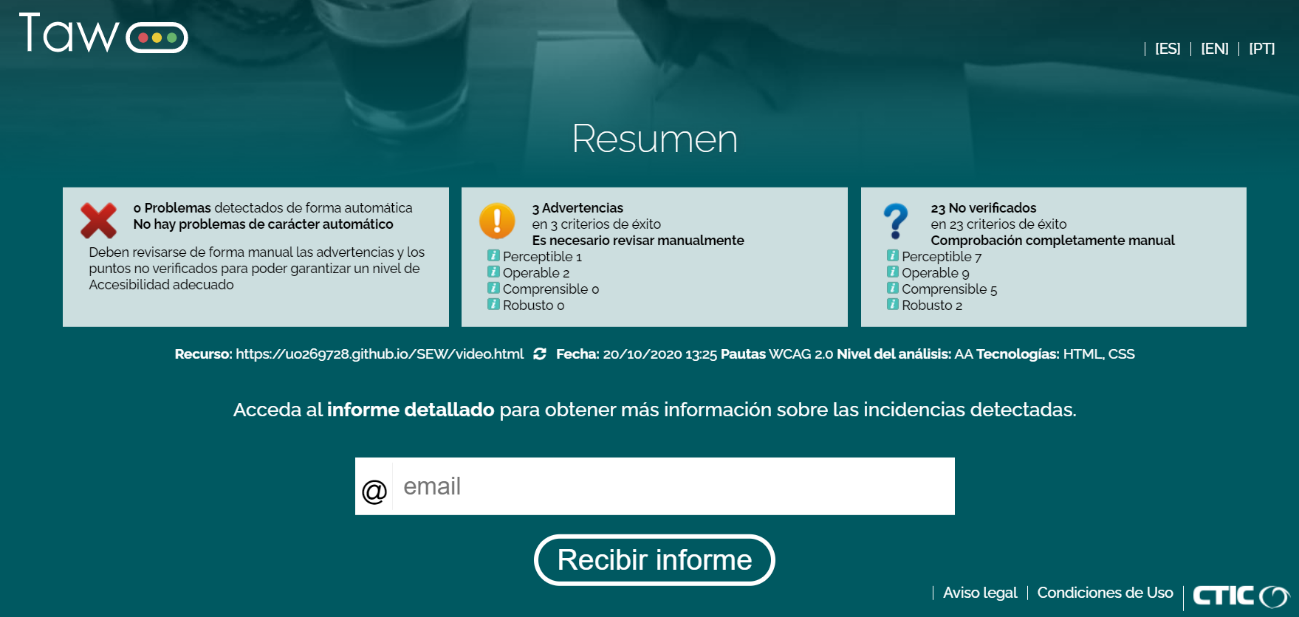 Taw
| [ES] | [EN] | [PT]
Resumen
0 Problemas detectados de forma automática
No hay problemas de carácter automático
Deben revisarse de forma manual las advertencias y los
puntos no verificados para poder garantizar un nivel de
Accesibilidad adecuado
3 Advertencias
en 3 criterios de éxito
Es necesario revisar manualmente
Perceptible 1
Operable 2
Comprensible 0
Robusto 0
23 No verificados
en 23 criterios de éxito
Comprobación completamente manual
Perceptible 7
Operable 9
Comprensible 5
Robusto 2
Recurso: https://uo269728.github.io/SEW/video.html Fecha: 20/10/2020 13:25 Pautas WCAG 2.0 Nivel del análisis: AA Tecnologías: HTML, CSS
Acceda al informe detallado para obtener más información sobre las incidencias detectadas.
@ email
Recibir informe
| Aviso legal | Condiciones de Uso | CTIC